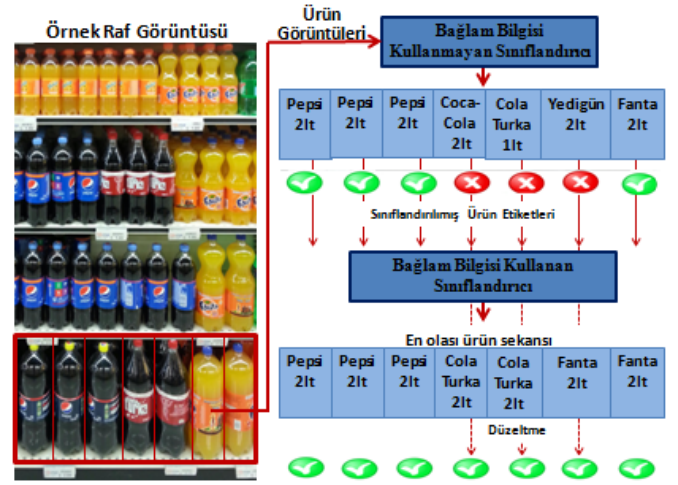 Örnek Raf Görüntüsü
Ürün
Görüntüleri
Bağlam Bilgisi
Kullanmayan Sınıflandırıcı
Pepsi 2lt
Pepsi 2lt
Pepsi 2lt
Coca-Cola 2lt
Cola Turka 1lt
Yedigün 2lt
Fanta 2lt
Sınıflandırılmış Ürün Etiketleri
Bağlam Bilgisi Kullanan
Sınıflandırıcı
En olası ürün sekansı
Pepsi 2lt
Pepsi 2lt
Pepsi 2lt
Cola Turka 2lt
Cola Turka 2lt
Fanta 2lt
Fanta 2lt
Düzeltme